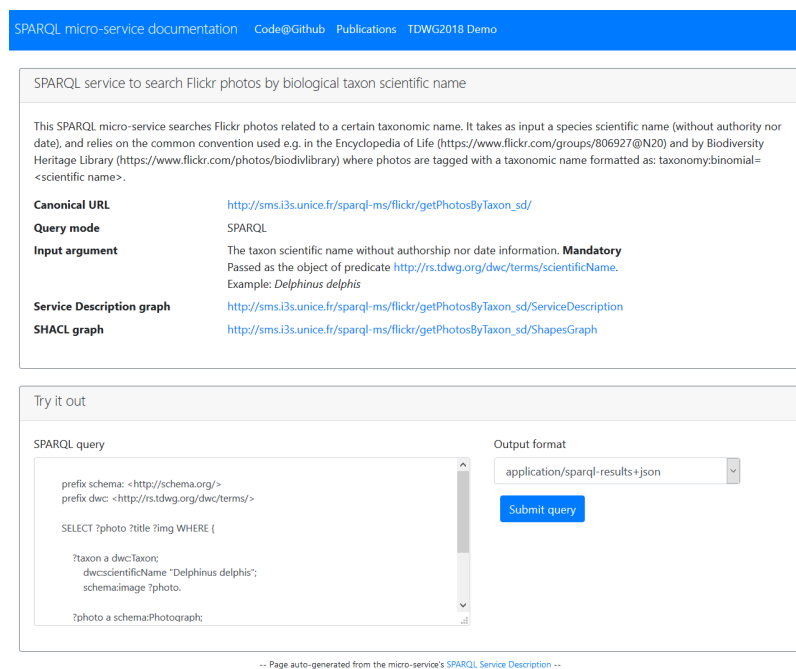 SPARQL micro-service documentation Code@Github Publications TDWG2018 Demo
SPARQL service to search Flickr photos by biological taxon scientific name
This SPARQL micro-service searches Flickr photos related to a certain taxonomic name. It takes as input a species scientific name (without authority nor
date), and relies on the common convention used e.g. in the Encyclopedia of Life (https://www.flickr.com/groups/806927@N20) and by Biodiversity
Heritage Library (https://www.flickr.com/photos/biodivlibrary) where photos are tagged with a taxonomic name formatted as: taxonomy:binomial=
<scientific name>.
Canonical URL http://sms.i3s.unice.fr/sparql-ms/flickr/getPhotosByTaxon_sd/
Query mode SPARQL
Input argument The taxon scientific name without authorship nor date information. Mandatory
Passed as the object of predicate http://rs.tdwg.org/dwc/terms/scientificName.
Example: Delphinus delphis
Service Description graph http://sms.i3s.unice.fr/sparql-ms/flickr/getPhotosByTaxon_sd/ServiceDescription
SHACL graph http://sms.i3s.unice.fr/sparql-ms/flickr/getPhotosByTaxon_sd/ShapesGraph
Try it out
SPARQL query
Output format
prefix schema: <http://schema.org/>
prefix dwc: <http://rs.tdwg.org/dwc/terms/>
SELECT ?photo ?title ?img WHERE {
?taxon a dwc:Taxon;
dwc:scientificName "Delphinus delphis";
schema:image ?photo.
?photo a schema:Photograph;
application/sparql-results+json
Submit query
-- Page auto-generated from the micro-service's SPARQL Service Description --